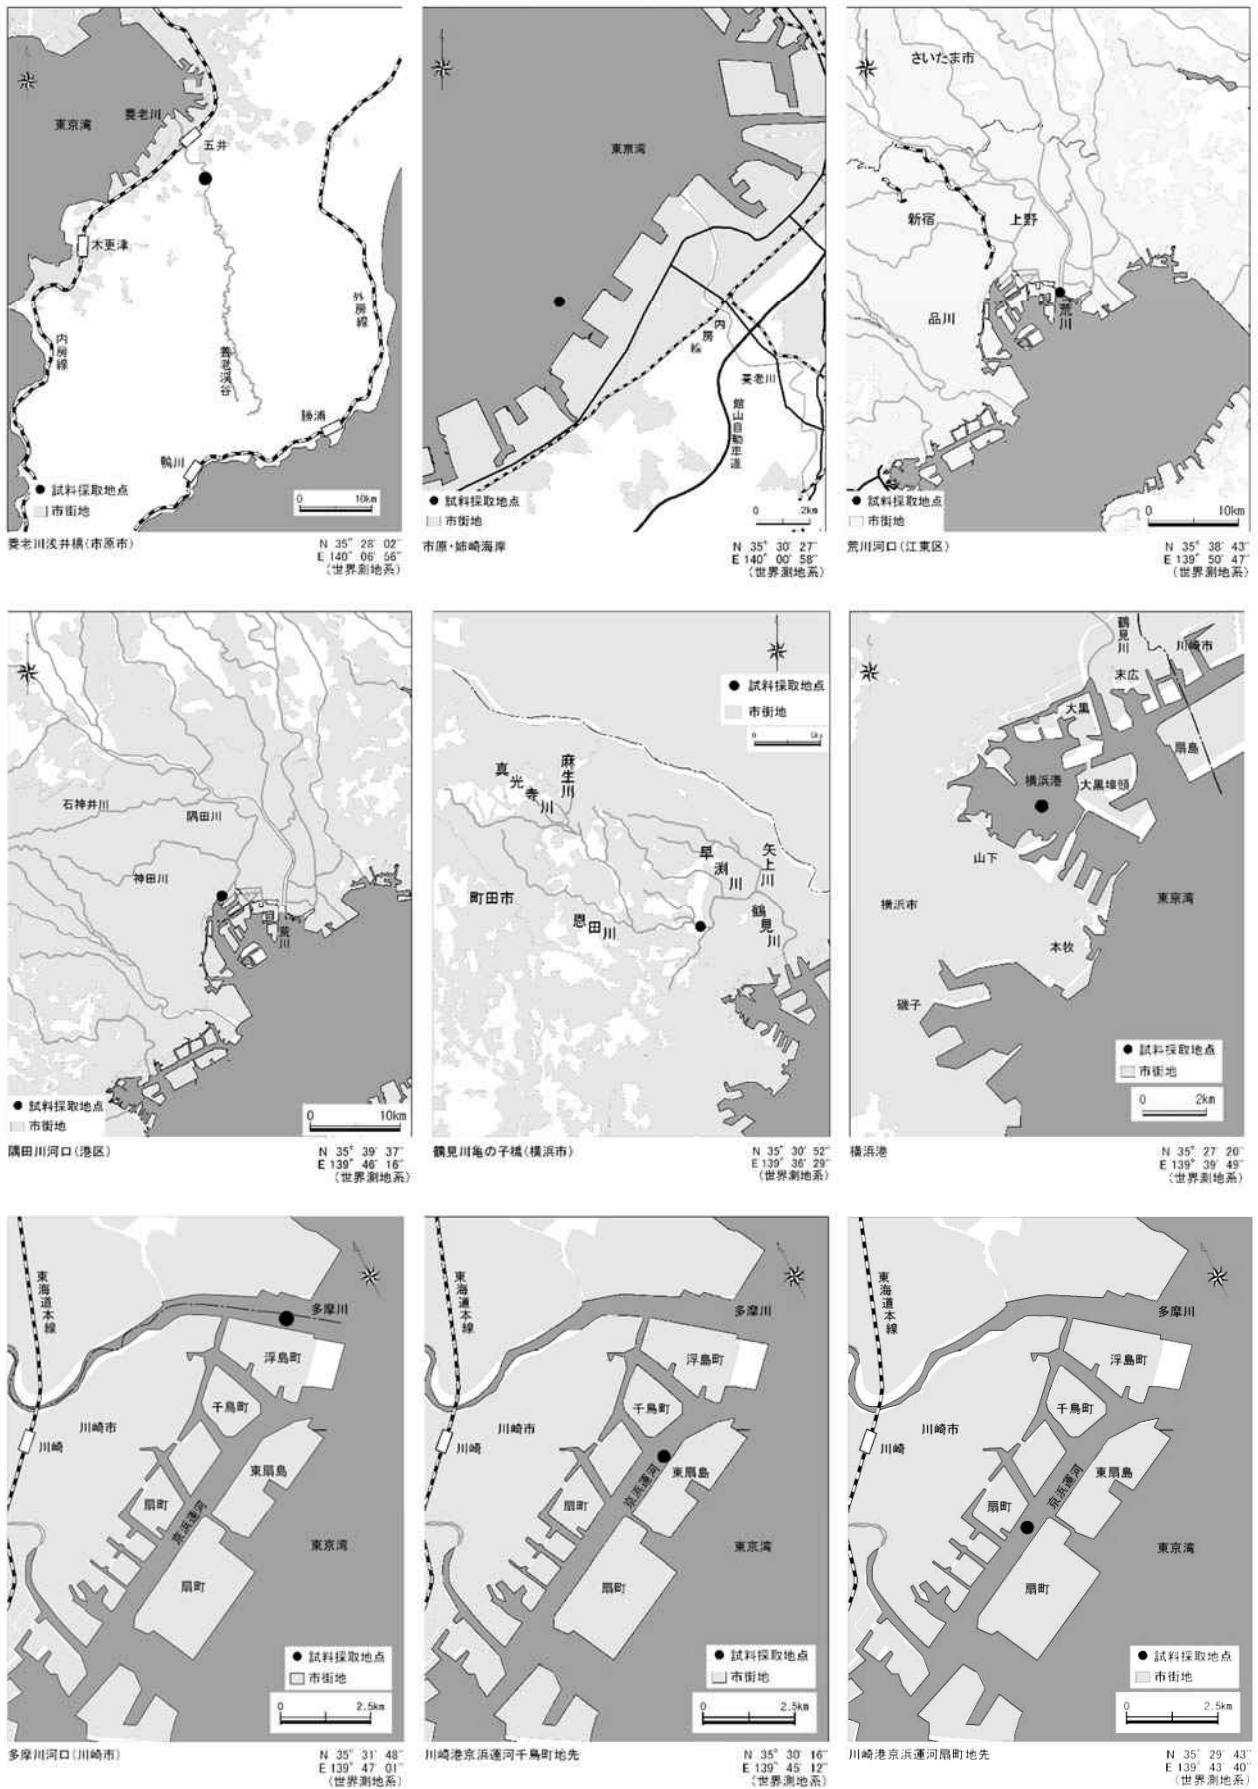 東京湾
養老川
五井
木更津
内房線
外房線
養老渓谷
勝浦
鴨川
試料採取地点
市街地
0 10km
養老川浅井橋(市原市)
N 35° 28′ 02″
E 140° 06′ 56″
(世界測地系)
東京湾
内房線
養老川
館山自動車道
試料採取地点
市街地
0 2km
市原・姉崎海岸
N 35° 30′ 27″
E 140° 00′ 58″
(世界測地系)
さいたま市
新宿
上野
品川
荒川
試料採取地点
市街地
0 10km
荒川河口(江東区)
N 35° 38′ 43″
E 139° 50′ 47″
(世界測地系)
石神井川
隅田川
神田川
荒川
試料採取地点
市街地
0 10km
隅田川河口(港区)
N 35° 39′ 37″
E 139° 46′ 16″
(世界測地系)
試料採取地点
市街地
0 5km
真光寺川
麻生川
早渕川
矢上川
町田市
恩田川
鶴見川
鶴見川亀の子橋(横浜市)
N 35° 30′ 52″
E 139° 36′ 29″
(世界測地系)
鶴見川
川崎市
末広
大黒
扇島
横浜港
大黒埠頭
山下
横浜市
東京湾
本牧
磯子
試料採取地点
市街地
0 2km
横浜港
N 35° 27′ 20″
E 139° 39′ 49″
(世界測地系)
東海道本線
多摩川
浮島町
千鳥町
川崎市
川崎
東扇島
扇町
京浜運河
東京湾
扇町
試料採取地点
市街地
0 2.5km
多摩川河口(川崎市)
N 35° 31′ 48″
E 139° 47′ 01″
(世界測地系)
東海道本線
多摩川
浮島町
千鳥町
川崎市
川崎
東扇島
扇町
京浜運河
東京湾
扇町
試料採取地点
市街地
0 2.5km
川崎港京浜運河千鳥町地先
N 35° 30′ 16″
E 139° 45′ 12″
(世界測地系)
東海道本線
多摩川
浮島町
千鳥町
川崎市
川崎
東扇島
扇町
京浜運河
東京湾
扇町
試料採取地点
市街地
0 2.5km
川崎港京浜運河扇町地先
N 35° 29′ 43″
E 139° 43′ 40″
(世界測地系)